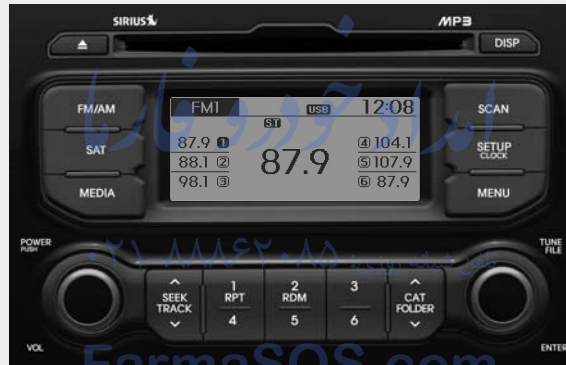 SIRIUS MP3
DISP
FM/AM FM1 USB 12:08 SCAN
ST
امداد خودرو فارما
SAT 87.9 1 87.9 4 104.1 SETUP
CLOCK
88.1 2 5 107.9
MEDIA 98.1 3 6 87.9 MENU
POWER
PUSH
TUNE
FILE
۰۲۱ ۸۸۸۶۲۰۸۵
SEEK
TRACK
1
RPT
4
2
RDM
5
3
6
CAT
FOLDER
VOL
ENTER
FarmaSOS.com